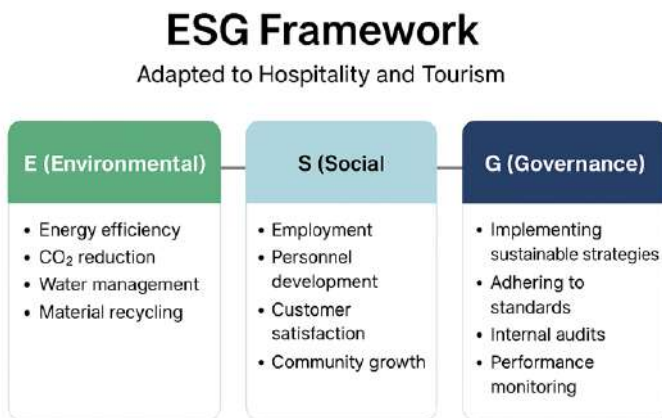 ESG Framework
Adapted to Hospitality and Tourism
E (Environmental)
• Energy efficiency
• CO₂ reduction
• Water management
• Material recycling
S (Social
• Employment
• Personnel
development
• Customer
satisfaction
• Community growth
G (Governance)
• Implementing
sustainable strategies
• Adhering to
standards
• Internal audits
• Performance
monitoring